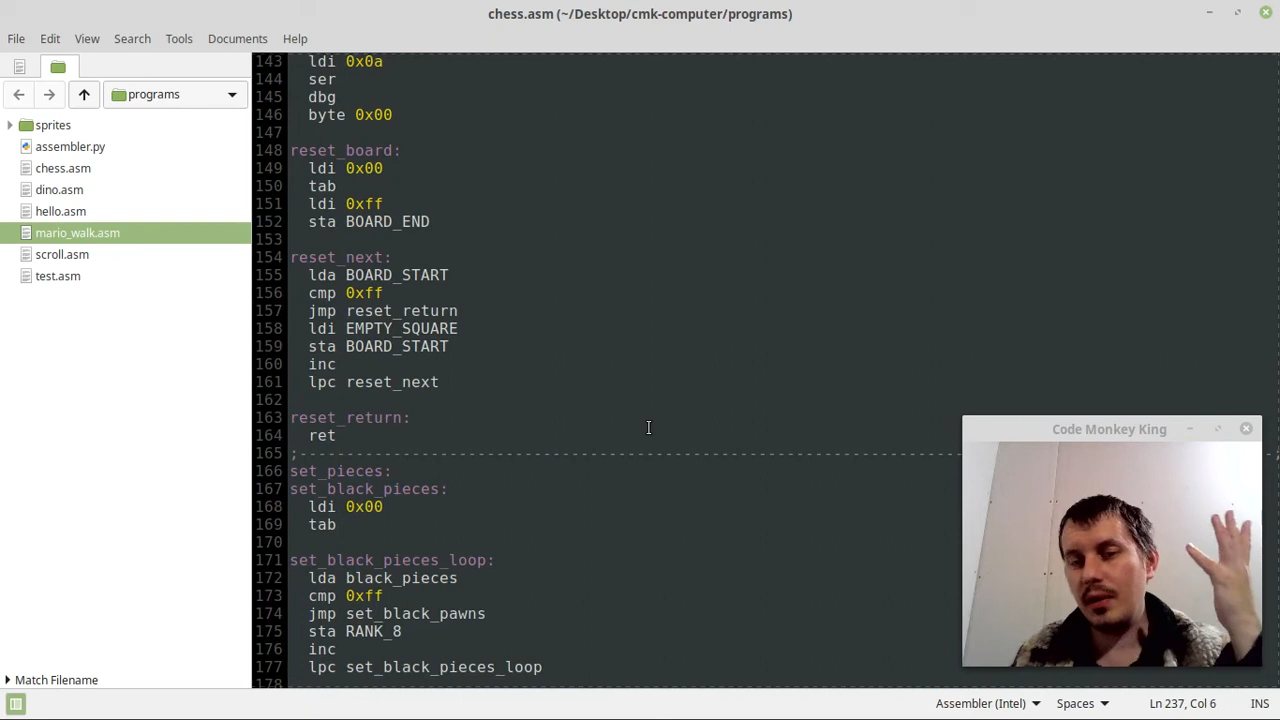 chess.asm (~/Desktop/cmk-computer/programs)
File Edit View Search Tools Documents Help
programs
sprites
assembler.py
chess.asm
dino.asm
hello.asm
mario_walk.asm
scroll.asm
test.asm
Match Filename
143 ldi 0x0a
144 ser
145 dbg
146 byte 0x00
147
148 reset_board:
149 ldi 0x00
150 tab
151 ldi 0xff
152 sta BOARD_END
153
154 reset_next:
155 lda BOARD_START
156 cmp 0xff
157 jmp reset_return
158 ldi EMPTY_SQUARE
159 sta BOARD_START
160 inc
161 lpc reset_next
162
163 reset_return:
164 ret
165 ;--------------------------------------------------------------------------
166 set_pieces:
167 set_black_pieces:
168 ldi 0x00
169 tab
170
171 set_black_pieces_loop:
172 lda black_pieces
173 cmp 0xff
174 jmp set_black_pawns
175 sta RANK_8
176 inc
177 lpc set_black_pieces_loop
178
Code Monkey King
Assembler (Intel) Spaces Ln 237, Col 6 INS